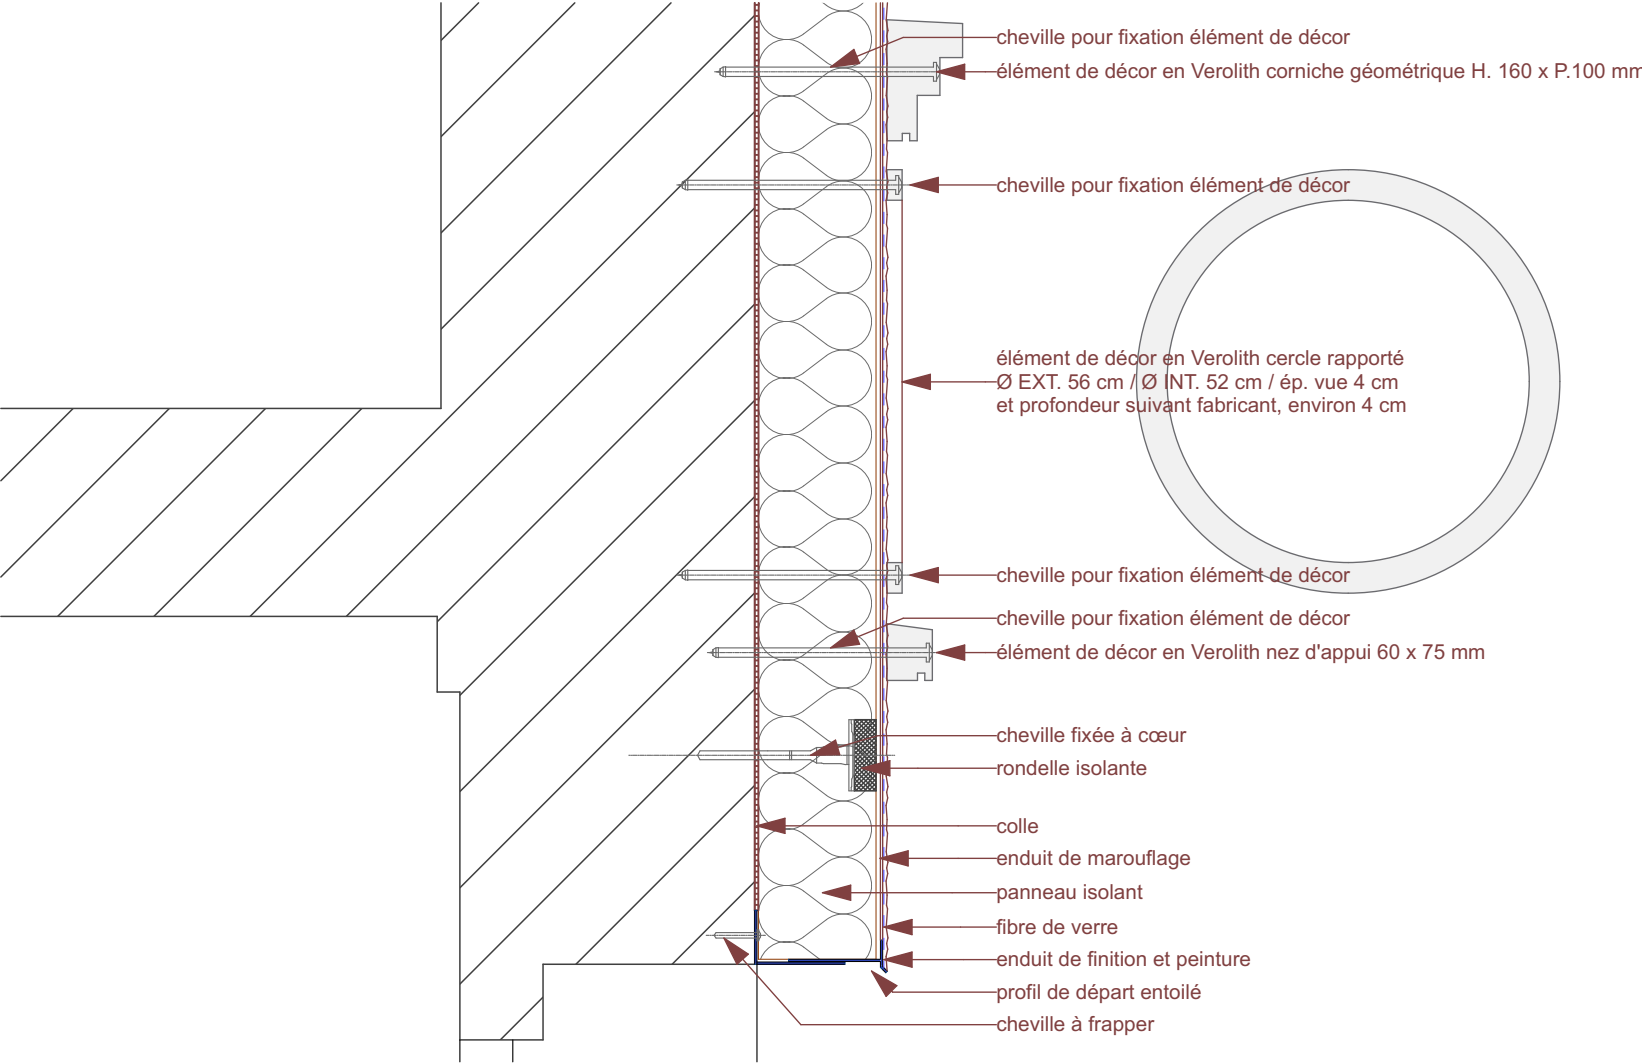 cheville pour fixation élément de décor
élément de décor en Verolith corniche géométrique H. 160 x P.100 mm
cheville pour fixation élément de décor
élément de décor en Verolith cercle rapporté
Ø EXT. 56 cm / Ø INT. 52 cm / ép. vue 4 cm
et profondeur suivant fabricant, environ 4 cm
cheville pour fixation élément de décor
cheville pour fixation élément de décor
élément de décor en Verolith nez d'appui 60 x 75 mm
cheville fixée à cœur
rondelle isolante
colle
enduit de marouflage
panneau isolant
fibre de verre
enduit de finition et peinture
profil de départ entoilé
cheville à frapper